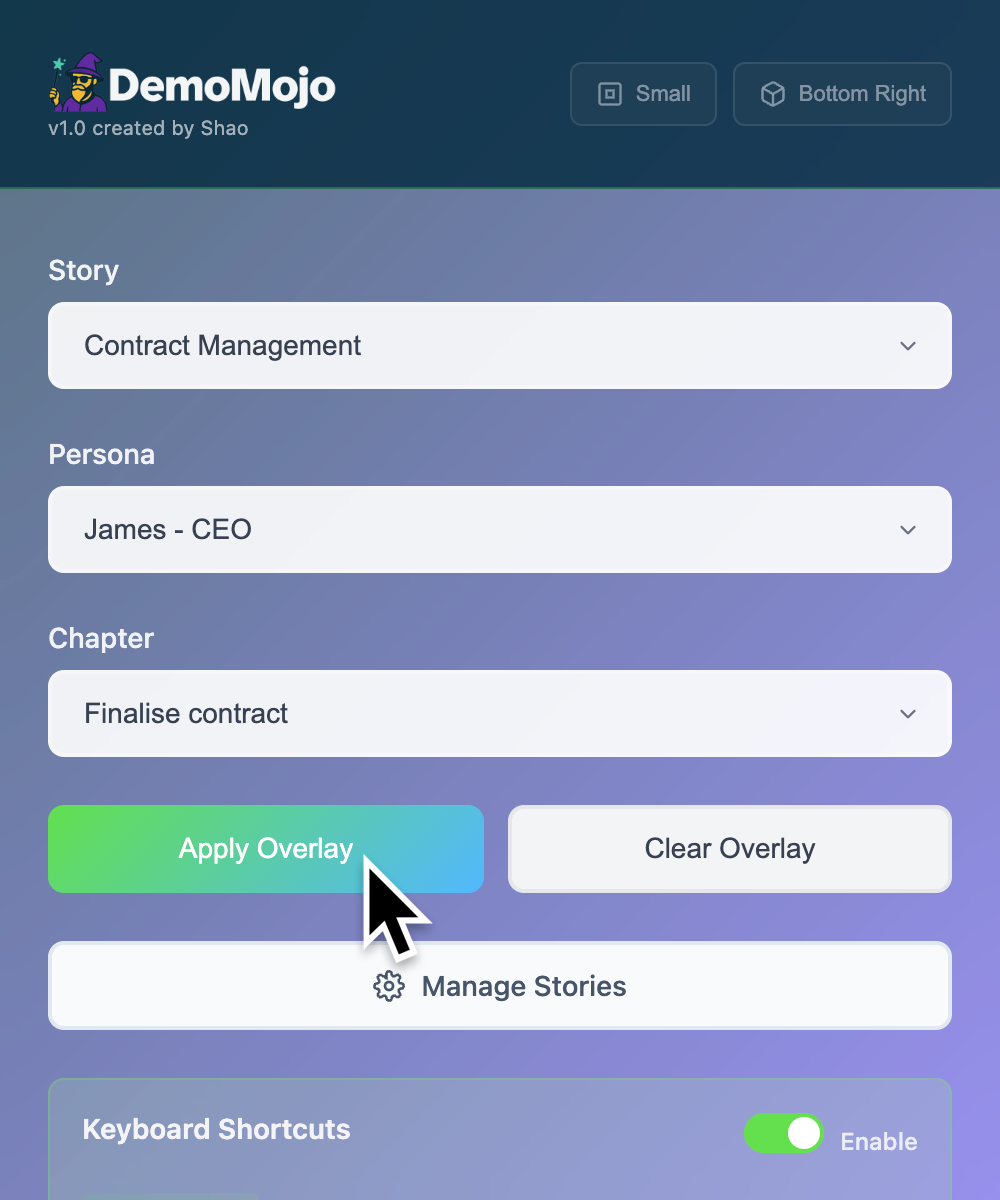 DemoMojo
v1.0 created by Shao
Small
Bottom Right
Story
Contract Management
Persona
James - CEO
Chapter
Finalise contract
Apply Overlay
Clear Overlay
Manage Stories
Keyboard Shortcuts
Enable